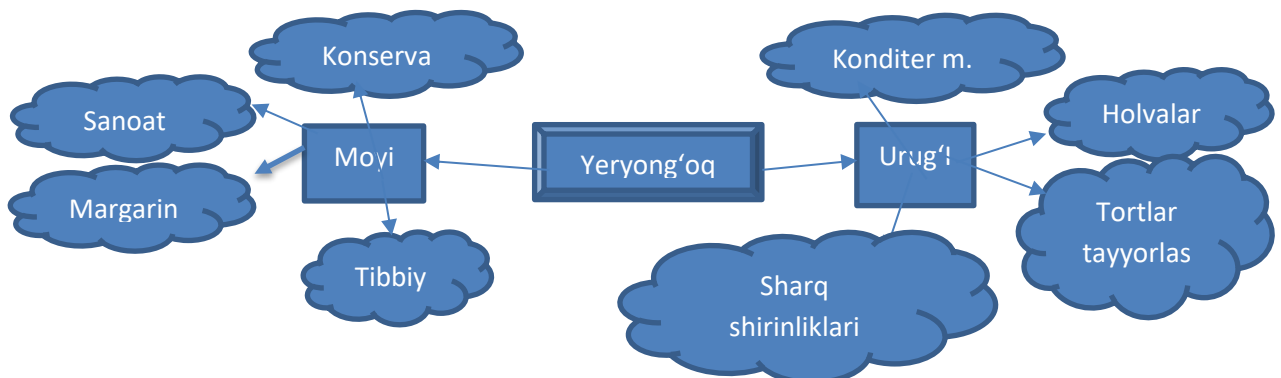 Konserva
Konditer m.
Sanoat
Holvalar
Moyi
Yeryong‘oq
Urug‘I
Margarin
Tortlar
tayyorlas
Tibbiy
Sharq
shirinliklari